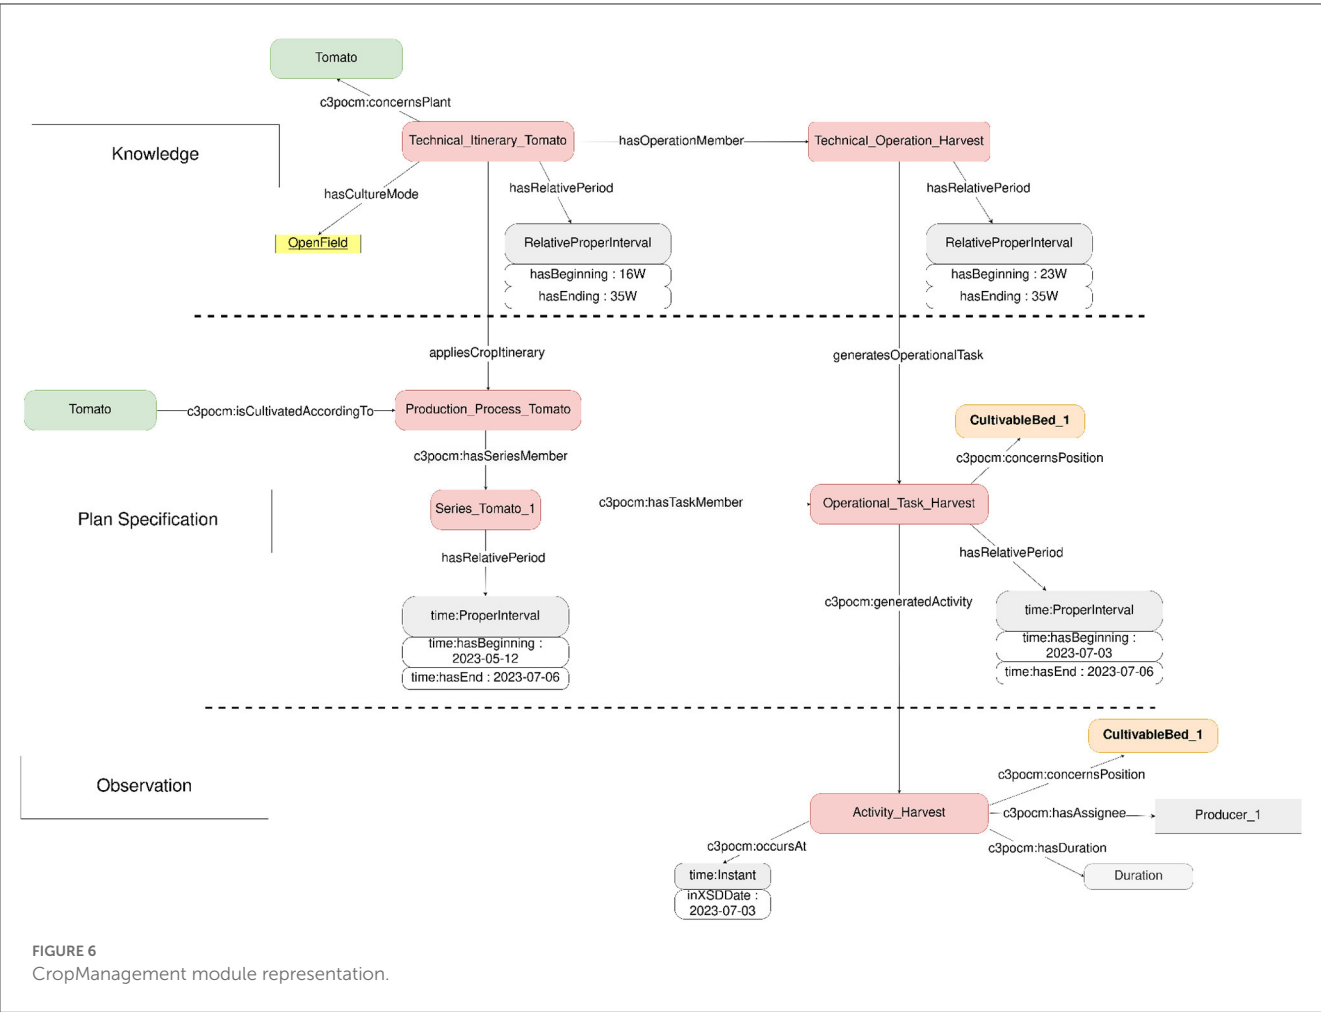 Tomato
c3pocm:concernsPlant
Technical_Itinerary_Tomato
hasOperationMember
Technical_Operation_Harvest
Knowledge
hasCultureMode
hasRelativePeriod
hasRelativePeriod
OpenField
RelativeProperInterval
hasBeginning : 16W
hasEnding : 35W
RelativeProperInterval
hasBeginning : 23W
hasEnding : 35W
appliesCropItinerary
generatesOperationalTask
Tomato
c3pocm:isCultivatedAccordingTo
Production_Process_Tomato
CultivableBed_1
c3pocm:hasSeriesMember
c3pocm:concernsPosition
Plan Specification
Series_Tomato_1
c3pocm:hasTaskMember
Operational_Task_Harvest
hasRelativePeriod
hasRelativePeriod
c3pocm:generatedActivity
time:ProperInterval
time:hasBeginning :
2023-05-12
time:hasEnd : 2023-07-06
time:ProperInterval
time:hasBeginning :
2023-07-03
time:hasEnd : 2023-07-06
Observation
CultivableBed_1
c3pocm:concernsPosition
Activity_Harvest
c3pocm:hasAssignee
Producer_1
c3pocm:occursAt
c3pocm:hasDuration
time:Instant
inXSDDate :
2023-07-03
Duration
FIGURE 6
CropManagement module representation.